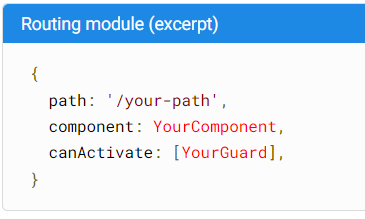 Routing module (excerpt)
{
path: '/your-path',
component: YourComponent,
canActivate: [YourGuard],
}